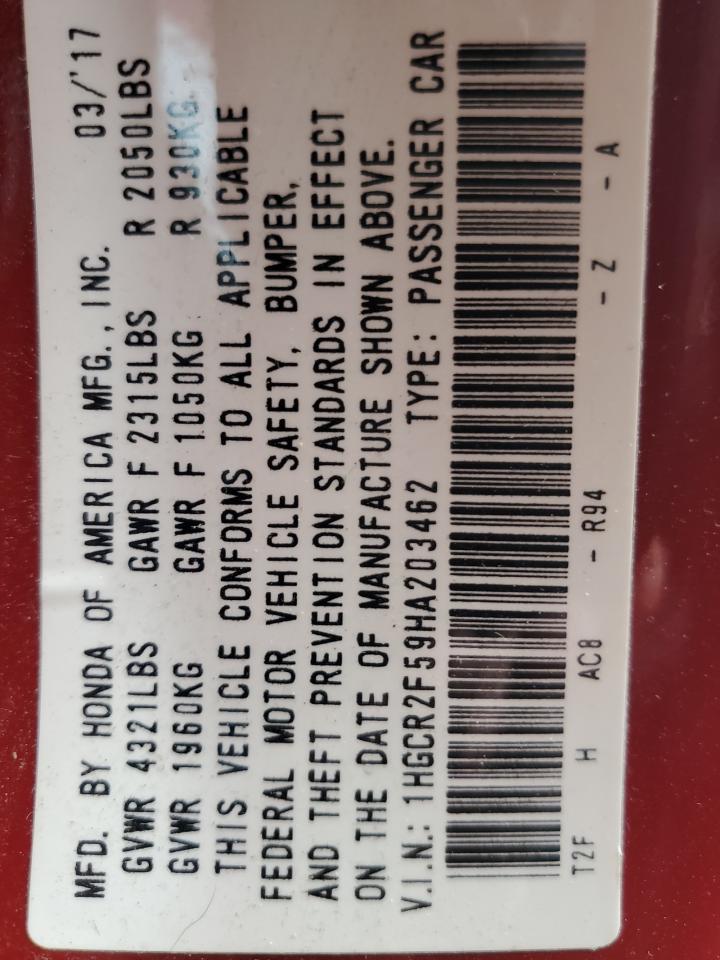 MFD. BY HONDA OF AMERICA MFG., INC. 03/'17
GVWR 4321LBS GAWR F 2315LBS R 2050LBS
GVWR 1960KG GAWR F 1050KG R 930KG
THIS VEHICLE CONFORMS TO ALL APPLICABLE
FEDERAL MOTOR VEHICLE SAFETY, BUMPER,
AND THEFT PREVENTION STANDARDS IN EFFECT
ON THE DATE OF MANUFACTURE SHOWN ABOVE.
V.I.N.: 1HGCR2F59HA203462 TYPE: PASSENGER CAR
T2F H AC8 - R94 - Z - A